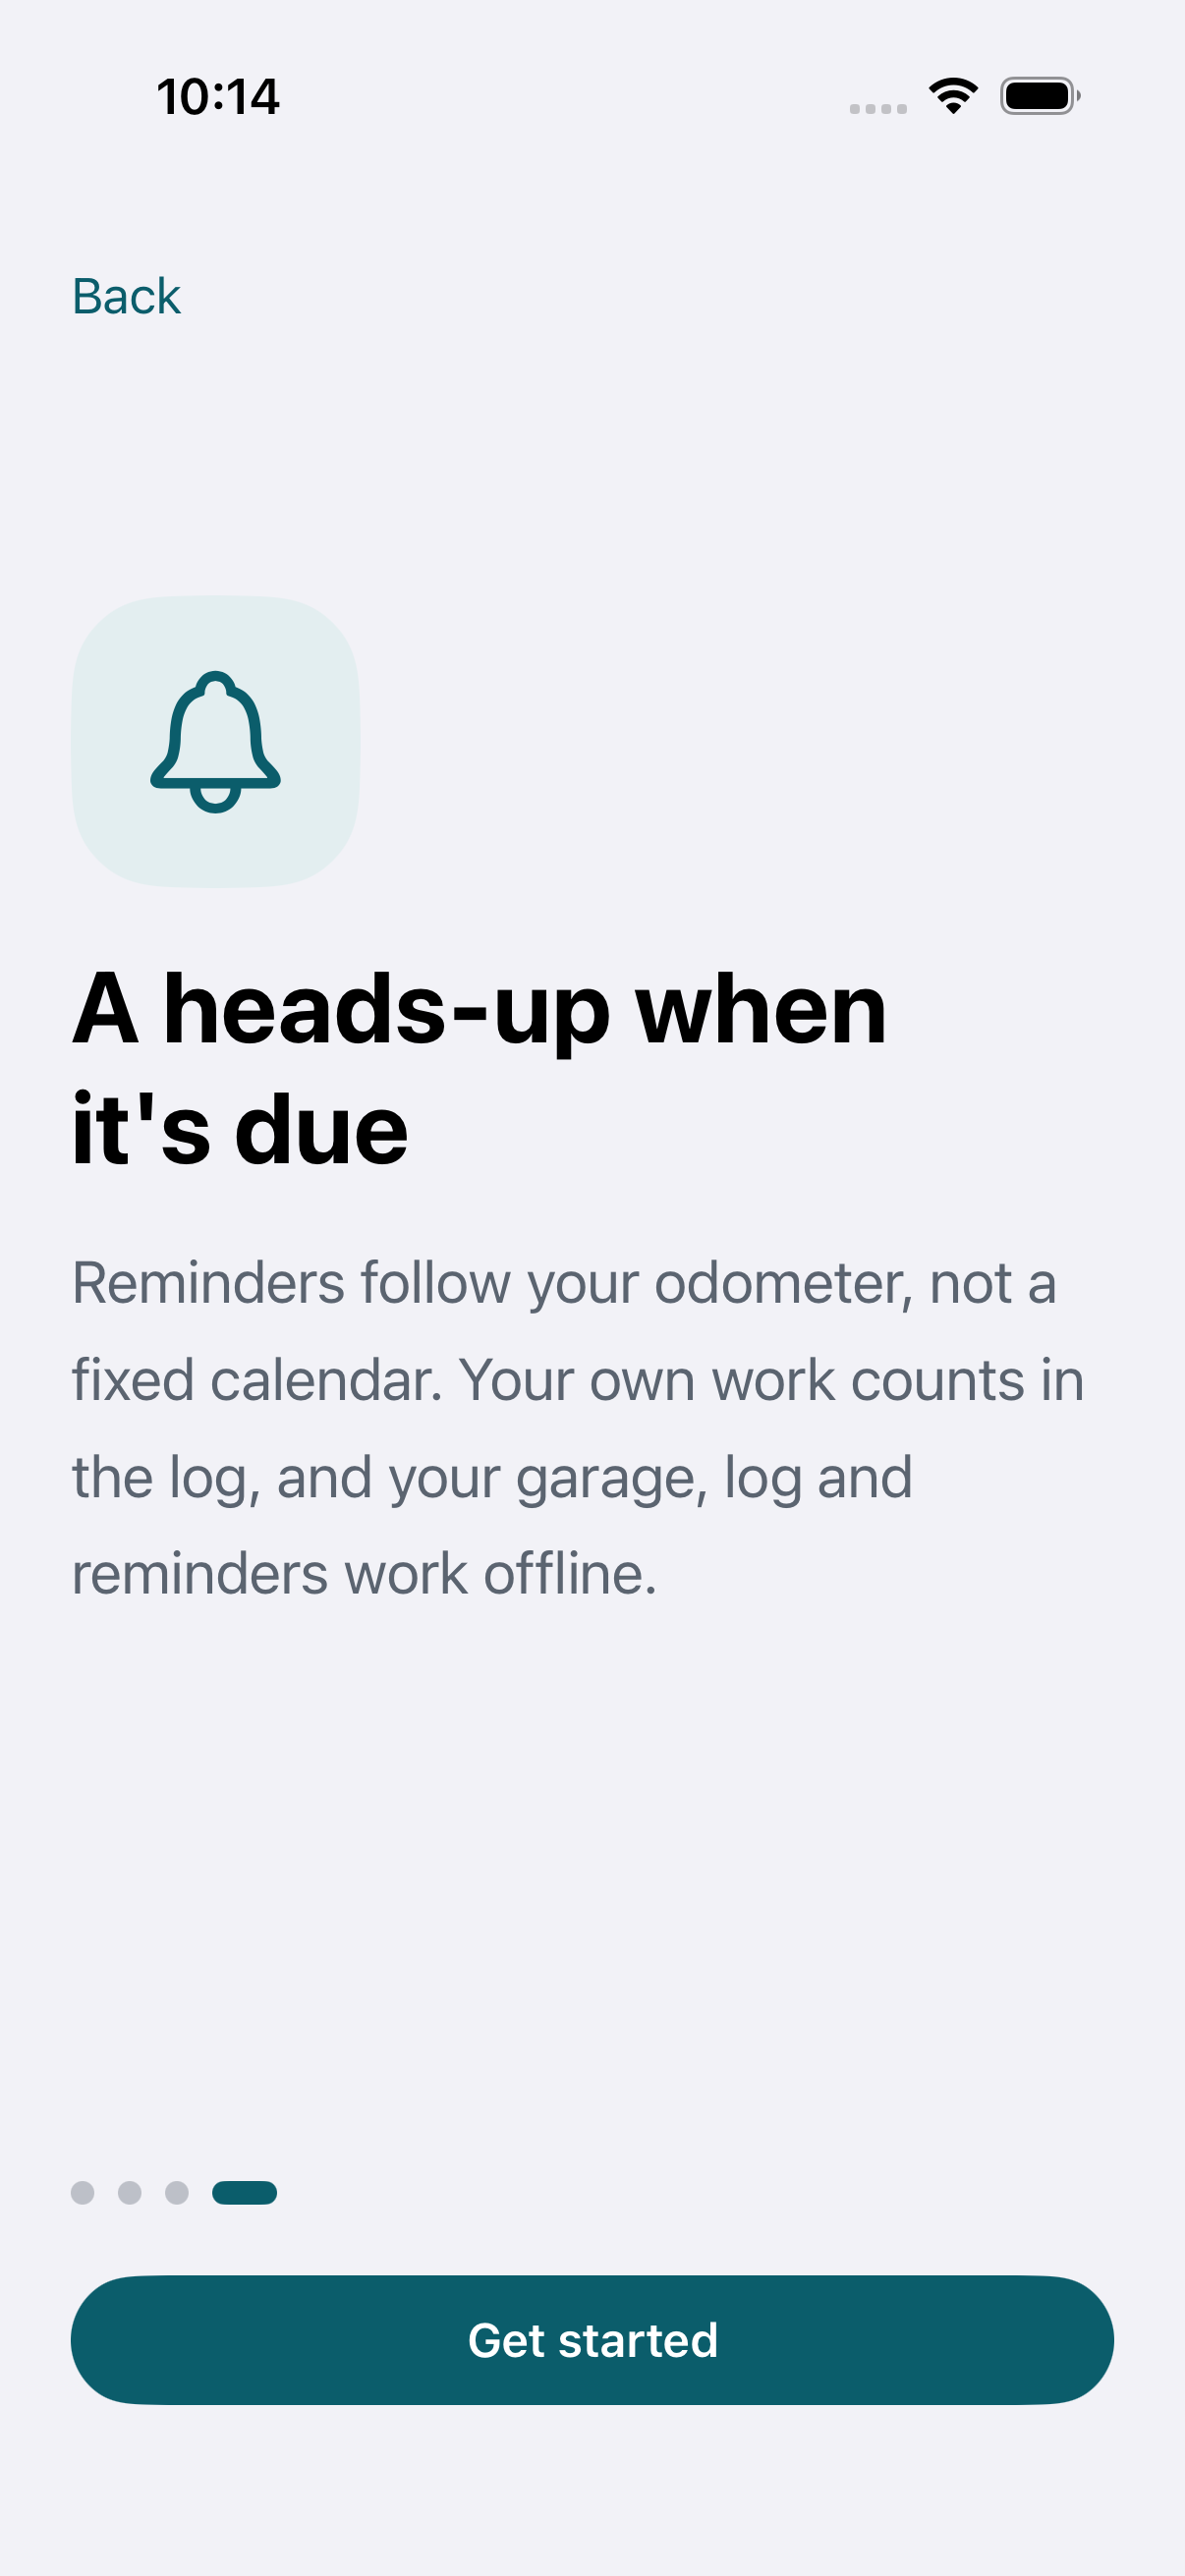 10:14
Back
A heads-up when
it's due
Reminders follow your odometer, not a
fixed calendar. Your own work counts in
the log, and your garage, log and
reminders work offline.
Get started